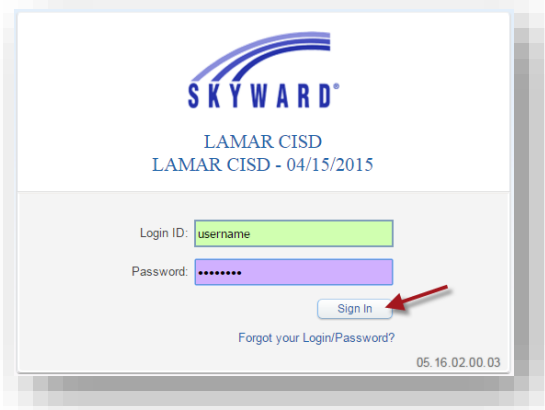 SKYWARD®
LAMAR CISD
LAMAR CISD - 04/15/2015
Login ID: username
Password: ••••••••
Sign In
Forgot your Login/Password?
05.16.02.00.03